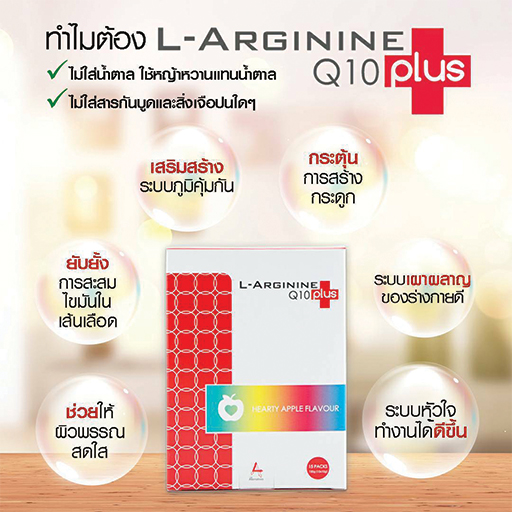 ทำไมต้อง L-ARGININE
Q10 plus
✓ ไม่ใส่น้ำตาล ใช้หญ้าหวานแทนน้ำตาล
✓ ไม่ใส่สารกันบูดและสิ่งเจือปนใดๆ
เสริมสร้าง
ระบบภูมิคุ้มกัน
กระตุ้น
การสร้าง
กระดูก
ยับยั้ง
การสะสม
ไขมันใน
เส้นเลือด
ระบบเผาผลาญ
ของร่างกายดี
ช่วยให้
ผิวพรรณ
สดใส
ระบบหัวใจ
ทำงานได้ดีขึ้น
L-ARGININE
Q10 plus
HEARTY APPLE FLAVOUR
15 PACKS